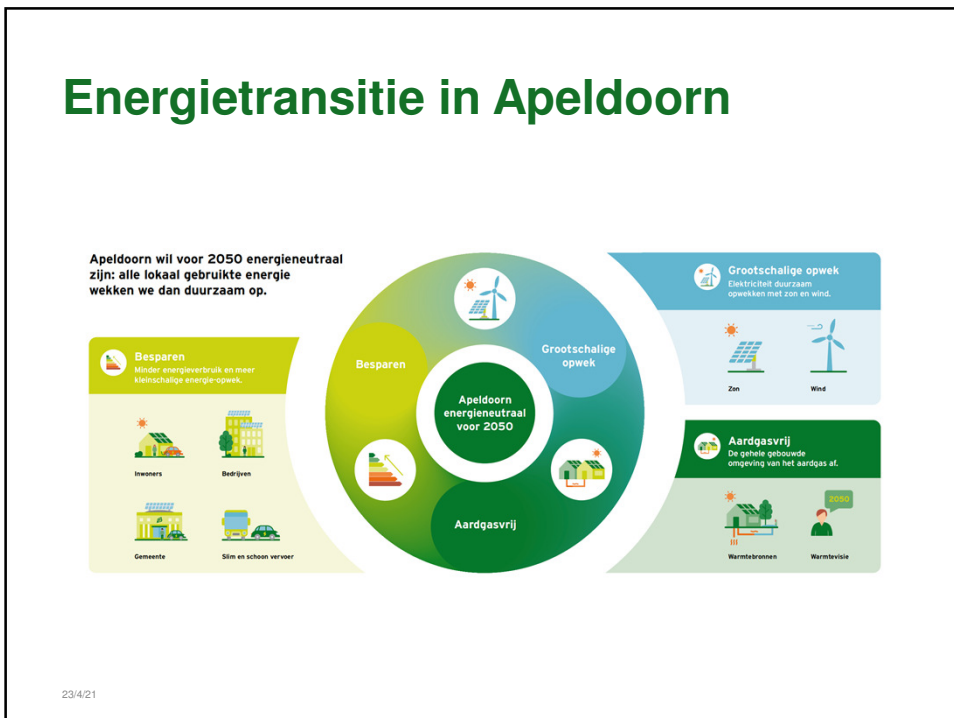 Energietransitie in Apeldoorn
Apeldoorn wil voor 2050 energieneutraal
zijn: alle lokaal gebruikte energie
wekken we dan duurzaam op.
Besparen
Minder energieverbruik en meer
kleinschalige energie-opwek.
Inwoners
Bedrijven
Gemeente
Slim en schoon vervoer
Besparen
Grootschalige
opwek
Apeldoorn
energieneutraal
voor 2050
Aardgasvrij
Grootschalige opwek
Elektriciteit duurzaam
opwekken met zon en wind.
Zon
Wind
Aardgasvrij
De gehele gebouwde
omgeving van het aardgas af.
2050
Warmtebronnen
Warmtevisie
23/4/21